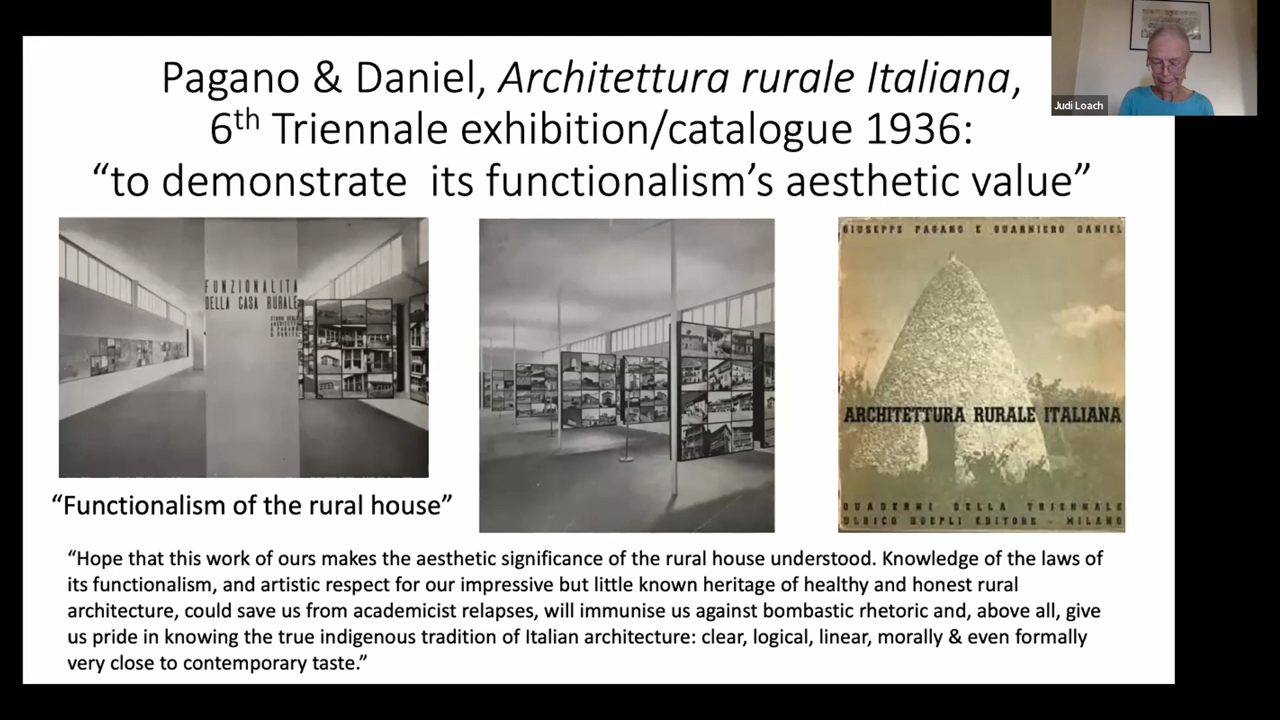 Pagano & Daniel, Architettura rurale Italiana,
6th Triennale exhibition/catalogue 1936:
“to demonstrate its functionalism’s aesthetic value”
Judi Loach
FUNZIONALITA
DELLA CASA RURALE
GIUSEPPE PAGANO E GUARNIERO DANIEL
ARCHITETTURA RURALE ITALIANA
QUADERNI DELLA TRIENNALE
ULRICO HOEPLI EDITORE - MILANO
“Functionalism of the rural house”
“Hope that this work of ours makes the aesthetic significance of the rural house understood. Knowledge of the laws of
its functionalism, and artistic respect for our impressive but little known heritage of healthy and honest rural
architecture, could save us from academicist relapses, will immunise us against bombastic rhetoric and, above all, give
us pride in knowing the true indigenous tradition of Italian architecture: clear, logical, linear, morally & even formally
very close to contemporary taste.”